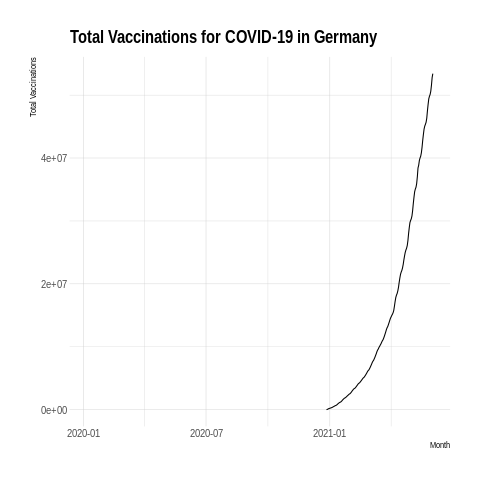 Total Vaccinations for COVID-19 in Germany
Total Vaccinations
4e+07
2e+07
0e+00
2020-01
2020-07
2021-01
Month